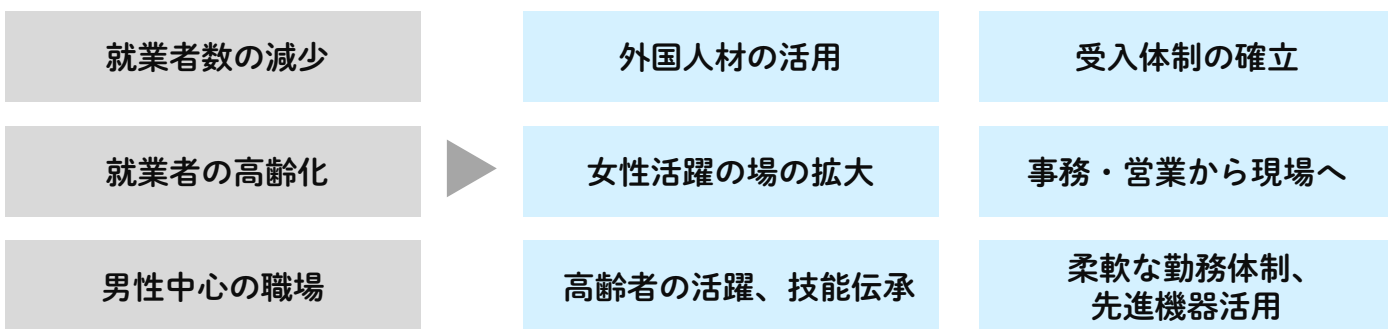 就業者数の減少
外国人材の活用
受入体制の確立
就業者の高齢化
女性活躍の場の拡大
事務・営業から現場へ
男性中心の職場
高齢者の活躍、技能伝承
柔軟な勤務体制、
先進機器活用